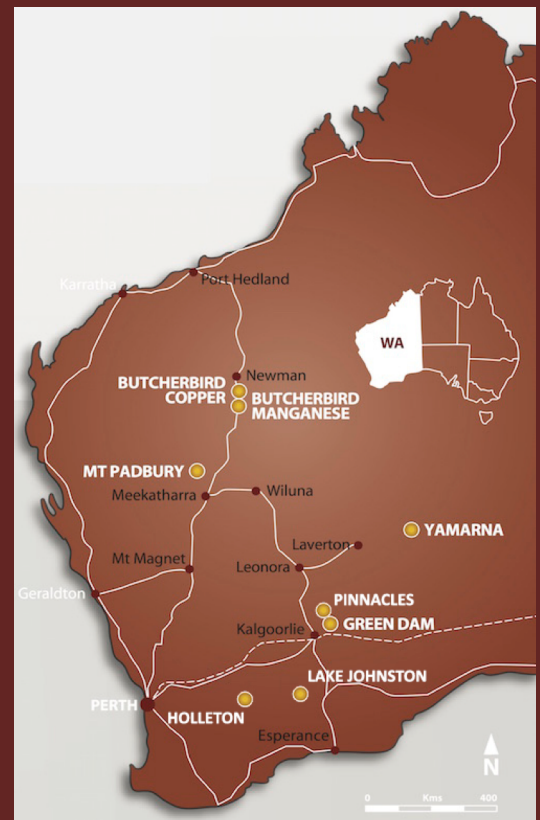 Karratha
Port Hedland
WA
Newman
BUTCHERBIRD
COPPER
BUTCHERBIRD
MANGANESE
MT PADBURY
Meekatharra
Wiluna
YAMARNA
Laverton
Mt Magnet
Leonora
Geraldton
PINNACLES
GREEN DAM
Kalgoorlie
LAKE JOHNSTON
PERTH
HOLLETON
Esperance
N
0 Kms 400